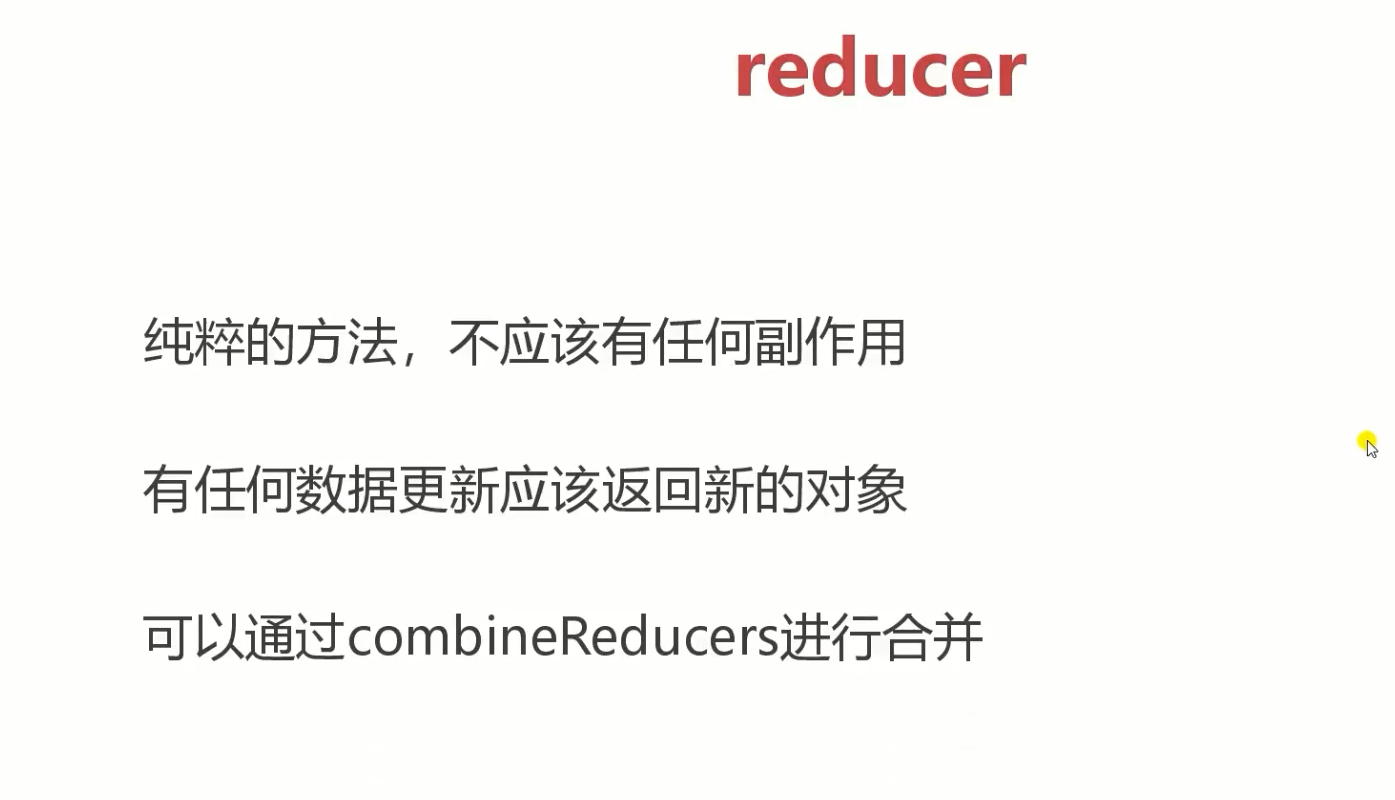 reducer
纯粹的方法，不应该有任何副作用
有任何数据更新应该返回新的对象
可以通过combineReducers进行合并